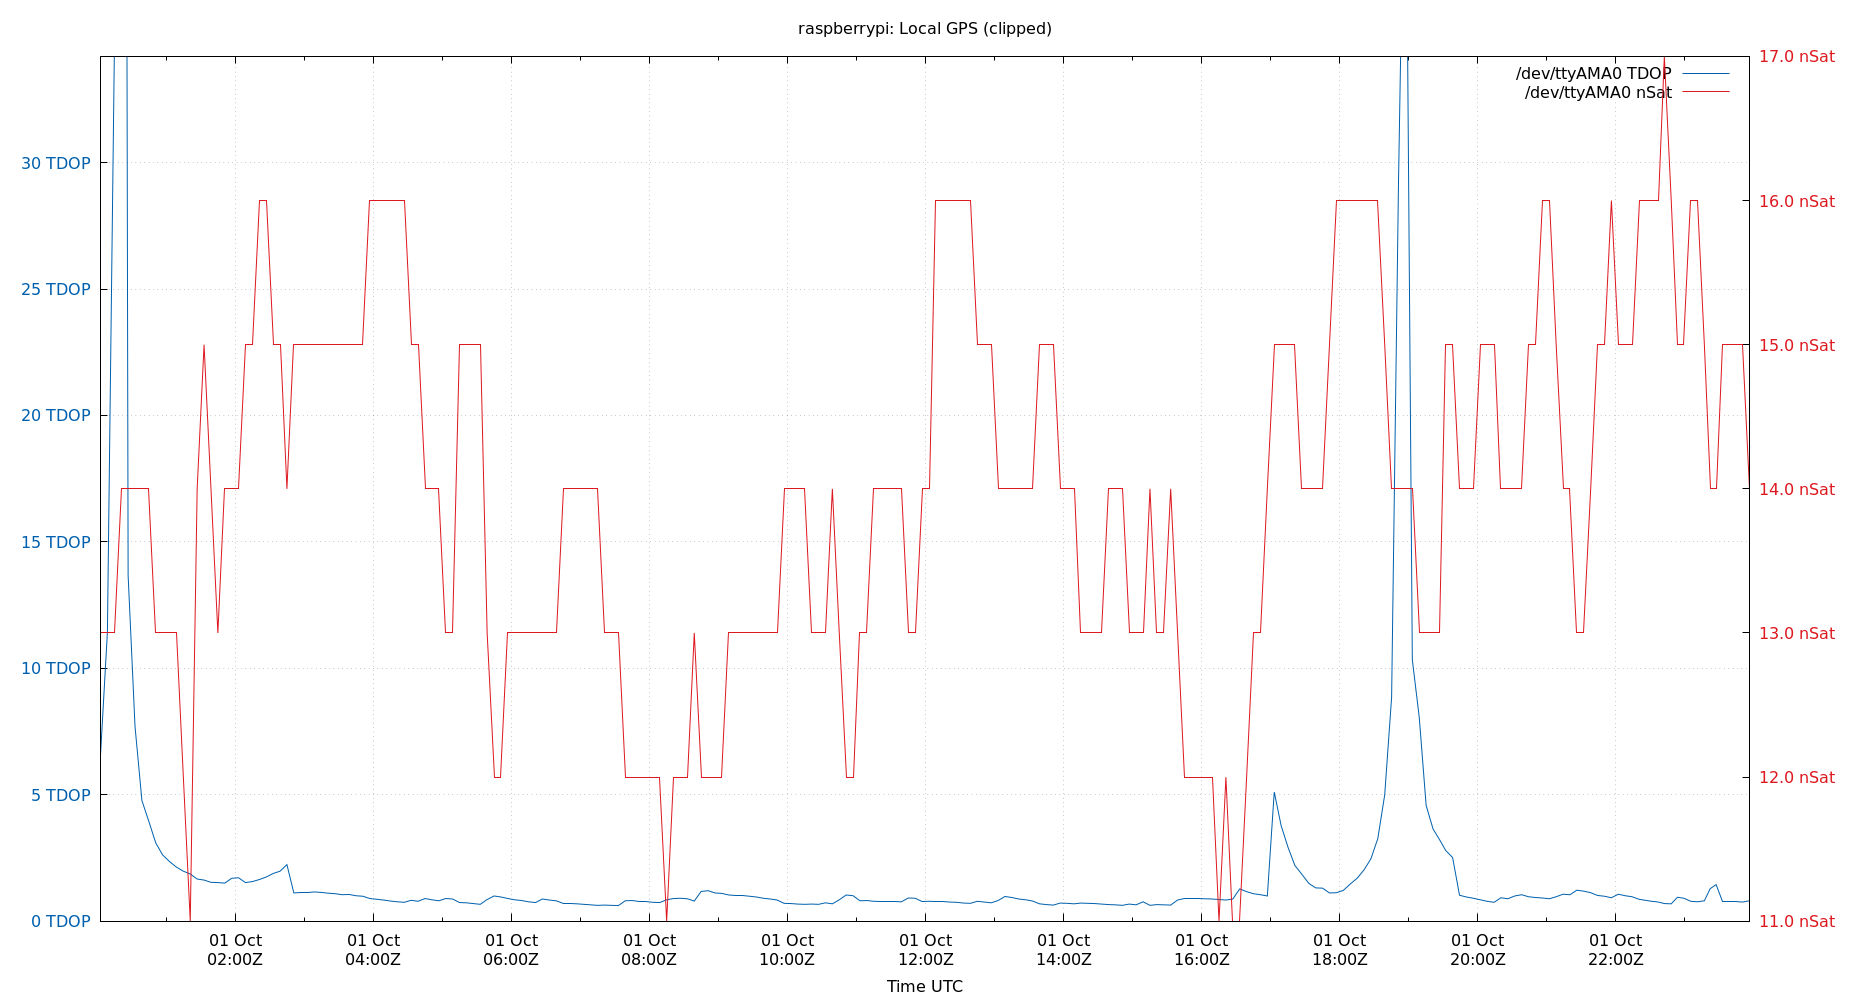 raspberrypi: Local GPS (clipped)
/dev/ttyAMA0 TDOP
/dev/ttyAMA0 nSat
30 TDOP
25 TDOP
20 TDOP
15 TDOP
10 TDOP
5 TDOP
0 TDOP
17.0 nSat
16.0 nSat
15.0 nSat
14.0 nSat
13.0 nSat
12.0 nSat
11.0 nSat
01 Oct
02:00Z
01 Oct
04:00Z
01 Oct
06:00Z
01 Oct
08:00Z
01 Oct
10:00Z
01 Oct
12:00Z
01 Oct
14:00Z
01 Oct
16:00Z
01 Oct
18:00Z
01 Oct
20:00Z
01 Oct
22:00Z
Time UTC